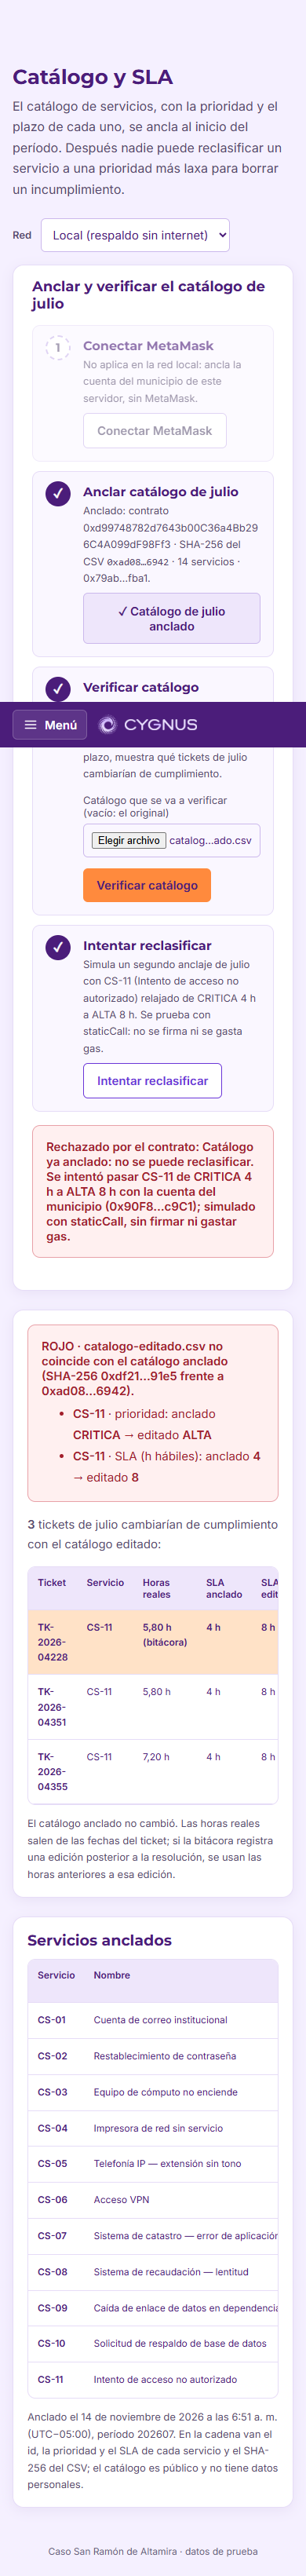 Catálogo y SLA
El catálogo de servicios, con la prioridad y el
plazo de cada uno, se ancla al inicio del
período. Después nadie puede reclasificar un
servicio a una prioridad más laxa para borrar
un incumplimiento.
Red Local (respaldo sin internet)
Anclar y verificar el catálogo de
julio
1 Conectar MetaMask
No aplica en la red local: ancla la
cuenta del municipio de este
servidor, sin MetaMask.
Conectar MetaMask
✓ Anclar catálogo de julio
Anclado: contrato
0xd99748782d7643b00C36a4Bb29
6C4A099dF98Ff3 · SHA-256 del
CSV 0xad08…6942 · 14 servicios ·
0x79ab…fba1.
✓ Catálogo de julio
anclado
✓ Verificar catálogo
Menú CYGNUS
plazo, muestra qué tickets de julio
cambiarían de cumplimiento.
Catálogo que se va a verificar
(vacío: el original)
Elegir archivo catalog...ado.csv
Verificar catálogo
✓ Intentar reclasificar
Simula un segundo anclaje de julio
con CS-11 (Intento de acceso no
autorizado) relajado de CRITICA 4 h
a ALTA 8 h. Se prueba con
staticCall: no se firma ni se gasta
gas.
Intentar reclasificar
Rechazado por el contrato: Catálogo
ya anclado: no se puede reclasificar.
Se intentó pasar CS-11 de CRITICA 4
h a ALTA 8 h con la cuenta del
municipio (0x90F8...c9C1); simulado
con staticCall, sin firmar ni gastar
gas.
ROJO · catalogo-editado.csv no
coincide con el catálogo anclado
(SHA-256 0xdf21…91e5 frente a
0xad08…6942).
• CS-11 · prioridad: anclado
CRITICA → editado ALTA
• CS-11 · SLA (h hábiles): anclado 4
→ editado 8
3 tickets de julio cambiarían de cumplimiento
con el catálogo editado:
Ticket Servicio Horas reales SLA anclado SLA edit
TK-2026-04228 CS-11 5,80 h (bitácora) 4 h 8 h
TK-2026-04351 CS-11 5,80 h 4 h 8 h
TK-2026-04355 CS-11 7,20 h 4 h 8 h
El catálogo anclado no cambió. Las horas reales
salen de las fechas del ticket; si la bitácora registra
una edición posterior a la resolución, se usan las
horas anteriores a esa edición.
Servicios anclados
Servicio Nombre
CS-01 Cuenta de correo institucional
CS-02 Restablecimiento de contraseña
CS-03 Equipo de cómputo no enciende
CS-04 Impresora de red sin servicio
CS-05 Telefonía IP — extensión sin tono
CS-06 Acceso VPN
CS-07 Sistema de catastro — error de aplicación
CS-08 Sistema de recaudación — lentitud
CS-09 Caída de enlace de datos en dependencia
CS-10 Solicitud de respaldo de base de datos
CS-11 Intento de acceso no autorizado
Anclado el 14 de noviembre de 2026 a las 6:51 a. m.
(UTC−05:00), período 202607. En la cadena van el
id, la prioridad y el SLA de cada servicio y el SHA-
256 del CSV; el catálogo es público y no tiene datos
personales.
Caso San Ramón de Altamira · datos de prueba